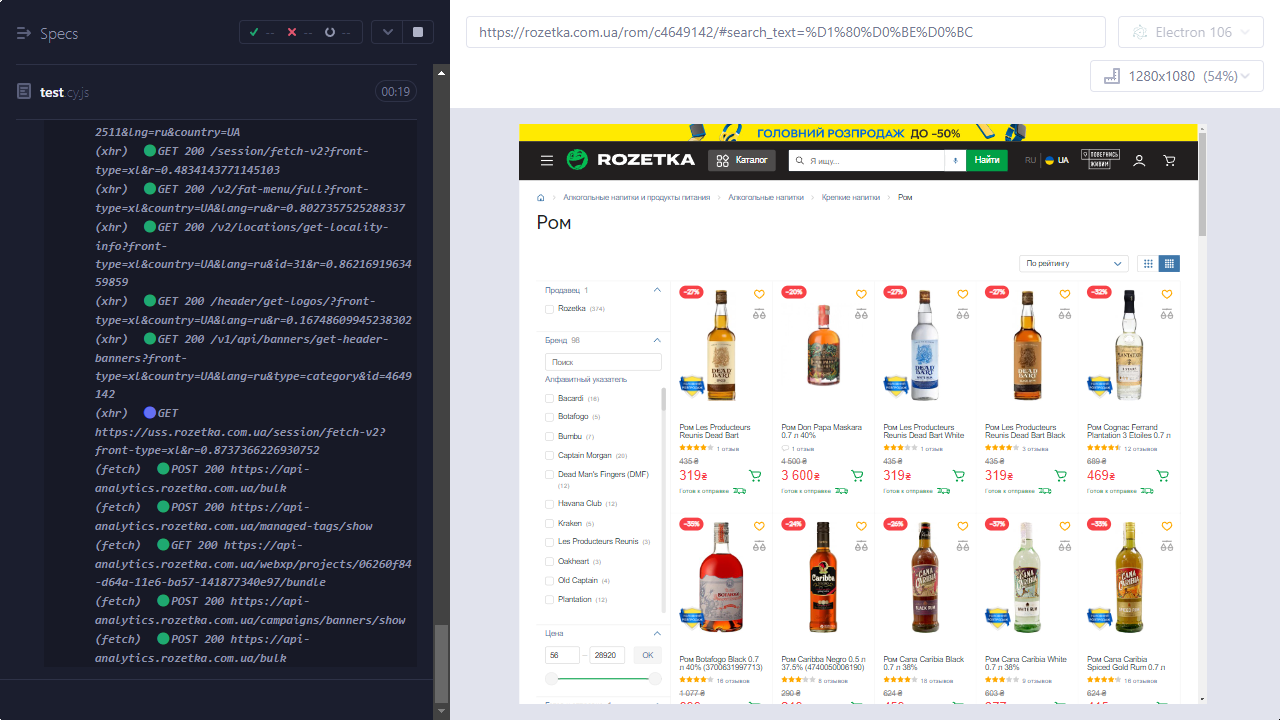 Specs
-- -- --
test cy.js
00:19
2511&lng=ru&country=UA
(xhr) GET 200 /session/fetch-v2?front-
type=xl&r=0.4834143771145103
(xhr) GET 200 /v2/fat-menu/full?front-
type=xl&country=UA&lang=ru&r=0.8027357525288337
(xhr) GET 200 /v2/locations/get-locality-
info?front-
type=xl&country=UA&lang=ru&id=31&r=0.86216919634
59859
(xhr) GET 200 /header/get-logos/?front-
type=xl&country=UA&lang=ru&r=0.16748609945238302
(xhr) GET 200 /v1/api/banners/get-header-
banners?front-
type=xl&country=UA&lang=ru&type=category&id=4649
142
(xhr) GET
https://uss.rozetka.com.ua/session/fetch-v2?
front-type=xl&r=0.9737366226930752
(fetch) POST 200 https://api-
analytics.rozetka.com.ua/bulk
(fetch) POST 200 https://api-
analytics.rozetka.com.ua/managed-tags/show
(fetch) GET 200 https://api-
analytics.rozetka.com.ua/webxp/projects/06260f84
-d64a-11e6-ba57-141877340e97/bundle
(fetch) POST 200 https://api-
analytics.rozetka.com.ua/campaigns/banners/show
(fetch) POST 200 https://api-
analytics.rozetka.com.ua/bulk
https://rozetka.com.ua/rom/c4649142/#search_text=%D1%80%D0%BE%D0%BC
Electron 106
1280x1080 (54%)
ГОЛОВНИЙ РОЗПРОДАЖ ДО -50%
ROZETKA
Каталог
Я ищу...
Найти
RU UA
ПОВЕРНИСЬ
ЖИВИМ
Алкогольные напитки и продукты питания
Алкогольные напитки
Крепкие напитки
Ром
Ром
По рейтингу
Продавец 1
Rozetka (374)
Бренд 98
Поиск
Алфавитный указатель
Bacardi (16)
Botafogo (5)
Bumbu (7)
Captain Morgan (20)
Dead Man's Fingers (DMF)
(12)
Havana Club (12)
Kraken (5)
Les Producteurs Reunis (3)
Oakheart (3)
Old Captain (4)
Plantation (12)
Цена
56 – 28920 OK
-27% -20% -27% -27% -32%
Ром Les Producteurs
Reunis Dead Bart
1 отзыв
435 ₴
319₴
Готов к отправке
Ром Don Papa Maskara
0.7 л 40%
1 отзыв
4 500 ₴
3 600₴
Готов к отправке
Ром Les Producteurs
Reunis Dead Bart White
1 отзыв
435 ₴
319₴
Готов к отправке
Ром Les Producteurs
Reunis Dead Bart Black
3 отзыва
435 ₴
319₴
Готов к отправке
Ром Cognac Ferrand
Plantation 3 Etoiles 0.7 л
12 отзывов
689 ₴
469₴
Готов к отправке
-35% -24% -26% -37% -33%
Ром Botafogo Black 0.7
л 40% (3700631997713)
16 отзывов
1 077 ₴
Ром Caribba Negro 0.5 л
37.5% (4740050006190)
8 отзывов
290 ₴
Ром Cana Caribia Black
0.7 л 38%
18 отзывов
624 ₴
Ром Cana Caribia White
0.7 л 38%
9 отзывов
603 ₴
Ром Cana Caribia
Spiced Gold Rum 0.7 л
16 отзывов
624 ₴